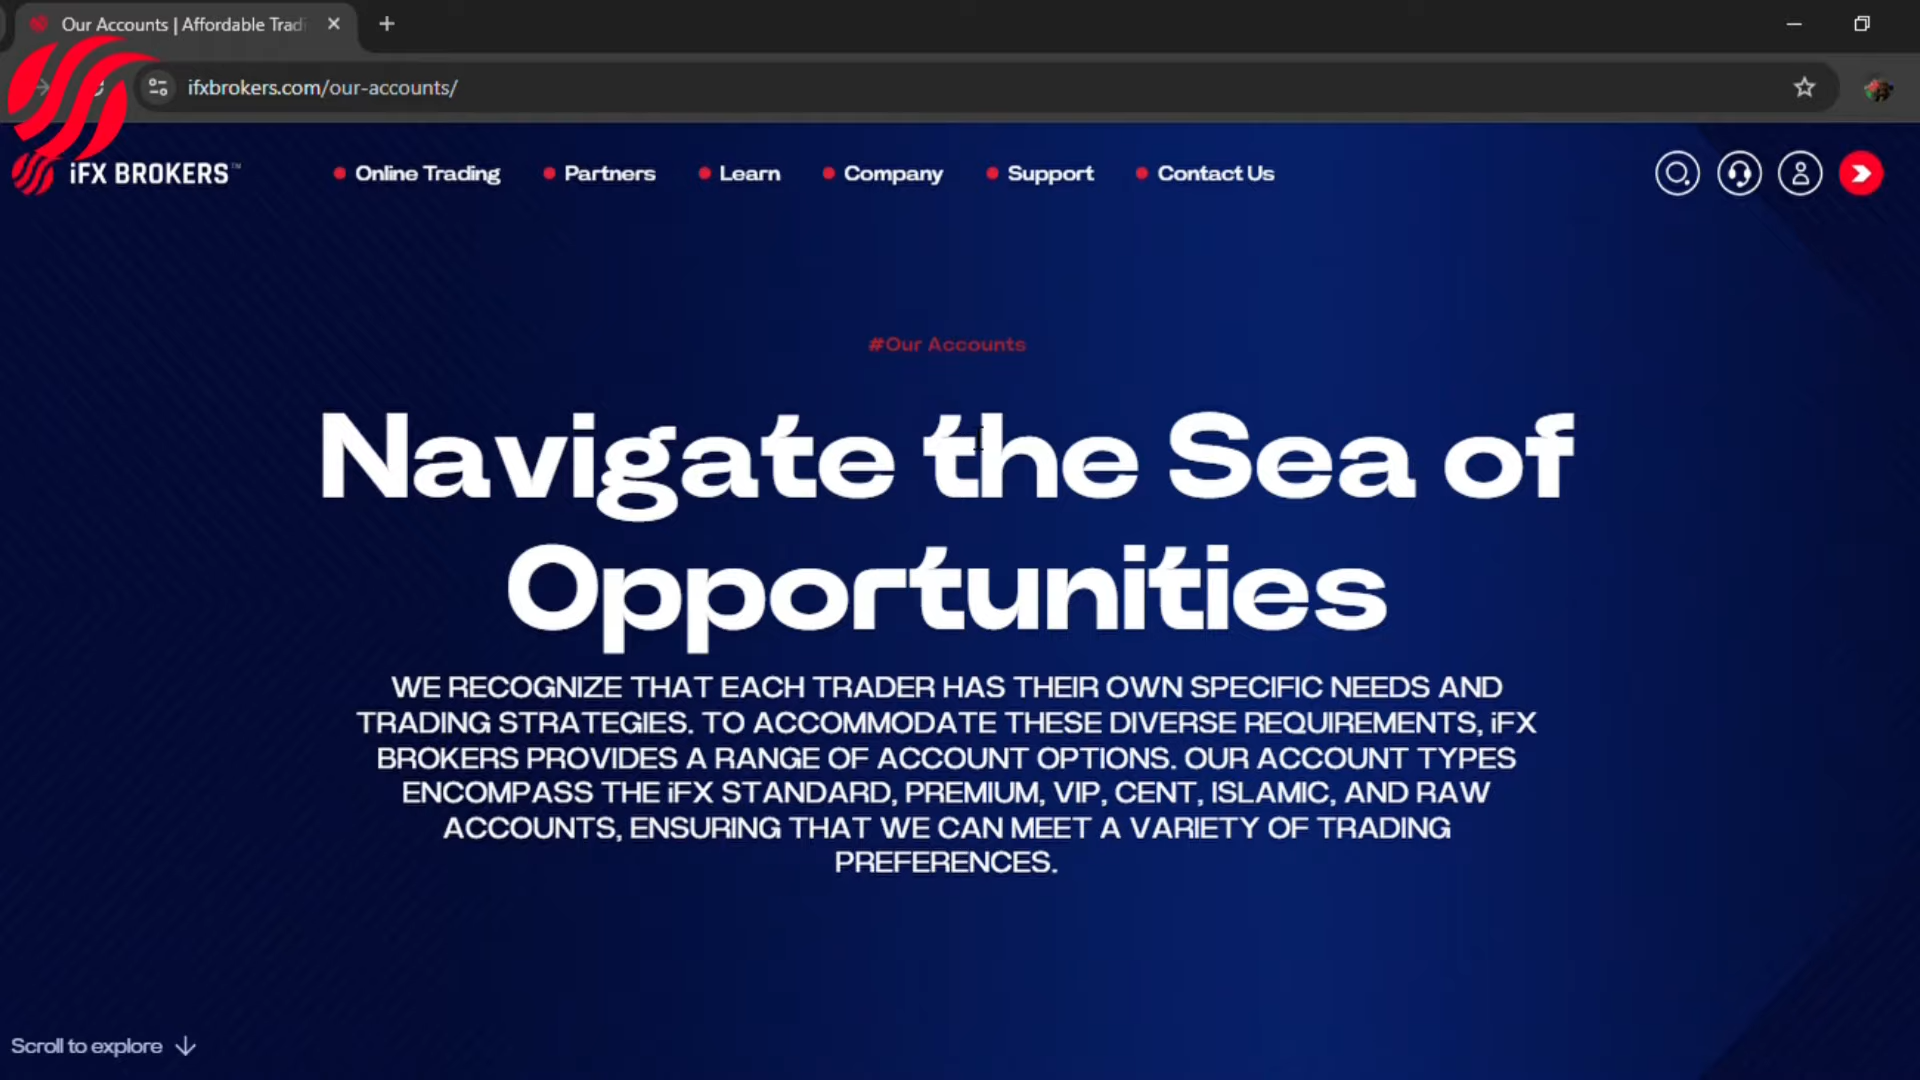 Our Accounts | Affordable Trad
ifxbrokers.com/our-accounts/
iFX BROKERS™
Online Trading
Partners
Learn
Company
Support
Contact Us
#Our Accounts
Navigate the Sea of
Opportunities
WE RECOGNIZE THAT EACH TRADER HAS THEIR OWN SPECIFIC NEEDS AND
TRADING STRATEGIES. TO ACCOMMODATE THESE DIVERSE REQUIREMENTS, iFX
BROKERS PROVIDES A RANGE OF ACCOUNT OPTIONS. OUR ACCOUNT TYPES
ENCOMPASS THE iFX STANDARD, PREMIUM, VIP, CENT, ISLAMIC, AND RAW
ACCOUNTS, ENSURING THAT WE CAN MEET A VARIETY OF TRADING
PREFERENCES.
Scroll to explore